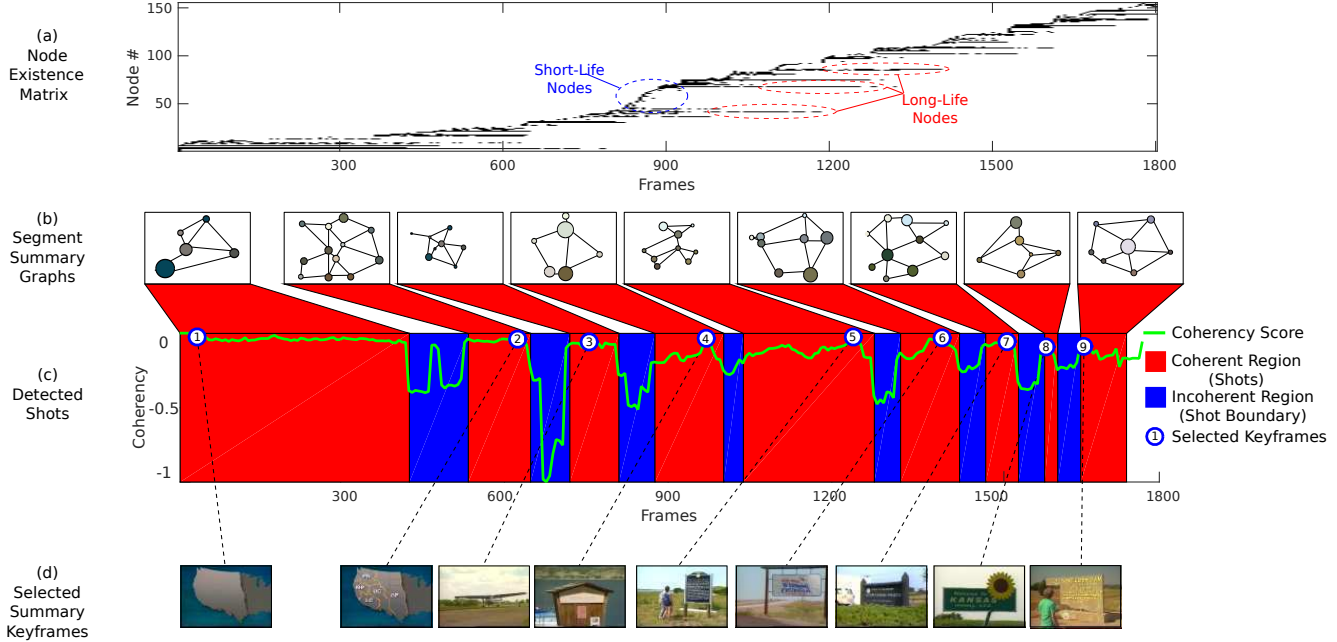 (a)
Node
Existence
Matrix
Node #
150
100
50
Short-Life
Nodes
Long-Life
Nodes
300
600
900
1200
1500
1800
Frames
(b)
Segment
Summary
Graphs
(c)
Detected
Shots
Coherency
0
-0.5
-1
1
2
3
4
5
6
7
8
9
Coherency Score
Coherent Region
(Shots)
Incoherent Region
(Shot Boundary)
1 Selected Keyframes
300
600
900
1200
1500
1800
Frames
(d)
Selected
Summary
Keyframes
KANSAS